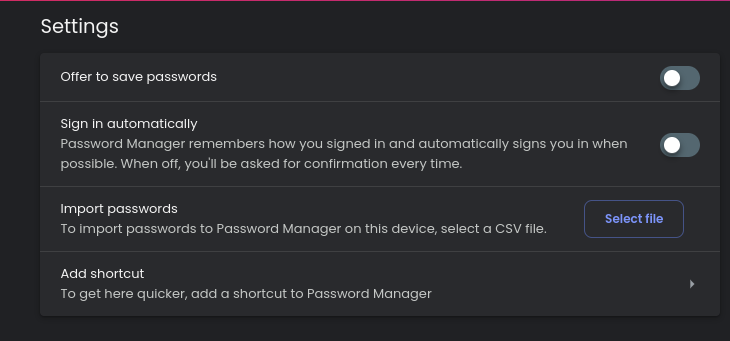 Settings
Offer to save passwords
Sign in automatically
Password Manager remembers how you signed in and automatically signs you in when
possible. When off, you'll be asked for confirmation every time.
Import passwords
To import passwords to Password Manager on this device, select a CSV file.
Select file
Add shortcut
To get here quicker, add a shortcut to Password Manager